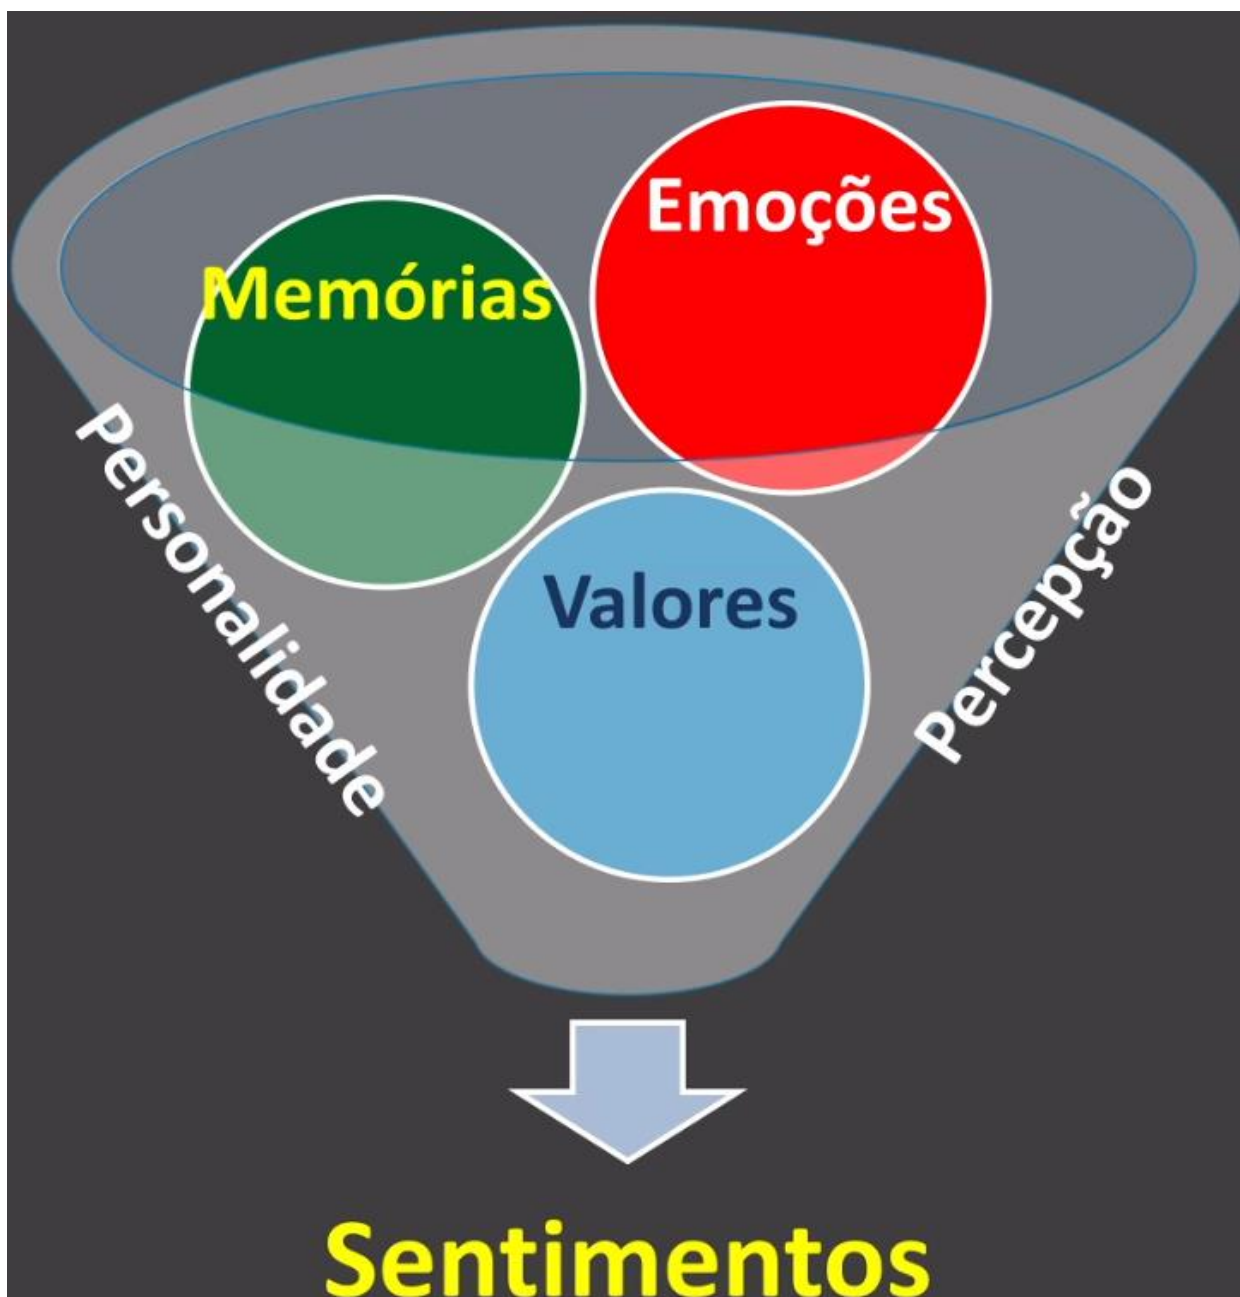 Emoções
Memórias
Personalidade
Percepção
Valores
Sentimentos